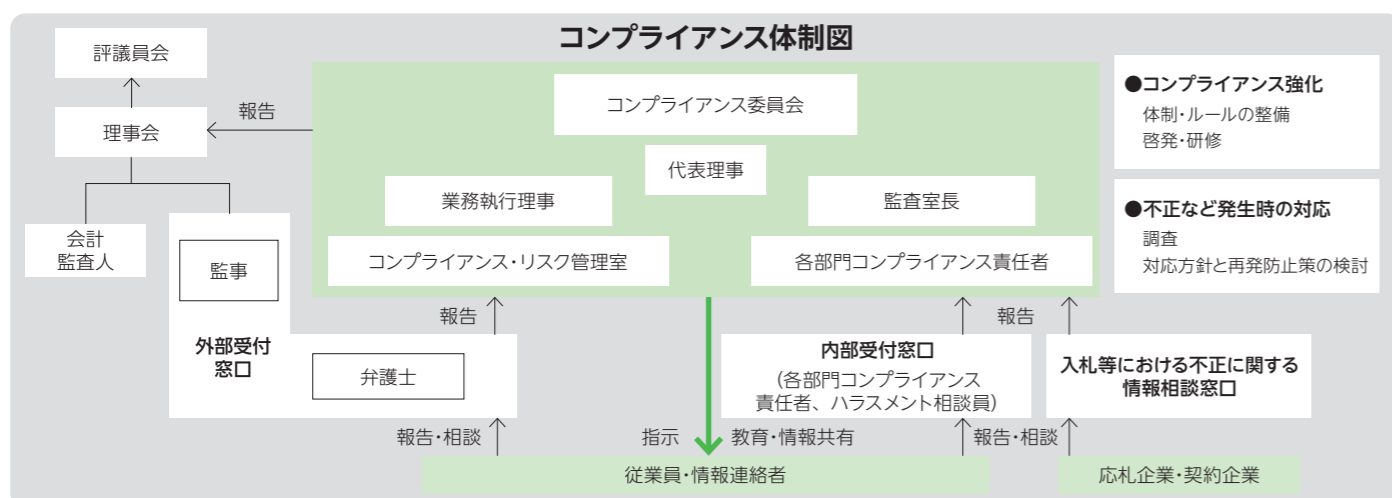 コンプライアンス体制図
評議員会
理事会
報告
会計
監査人
監事
外部受付
窓口
弁護士
コンプライアンス委員会
代表理事
業務執行理事
監査室長
コンプライアンス・リスク管理室
各部門コンプライアンス責任者
●コンプライアンス強化
体制・ルールの整備
啓発・研修
●不正など発生時の対応
調査
対応方針と再発防止策の検討
報告
報告
内部受付窓口
(各部門コンプライアンス
責任者、ハラスメント相談員)
入札等における不正に関する
情報相談窓口
報告・相談
指示
教育・情報共有
報告・相談
従業員・情報連絡者
応札企業・契約企業